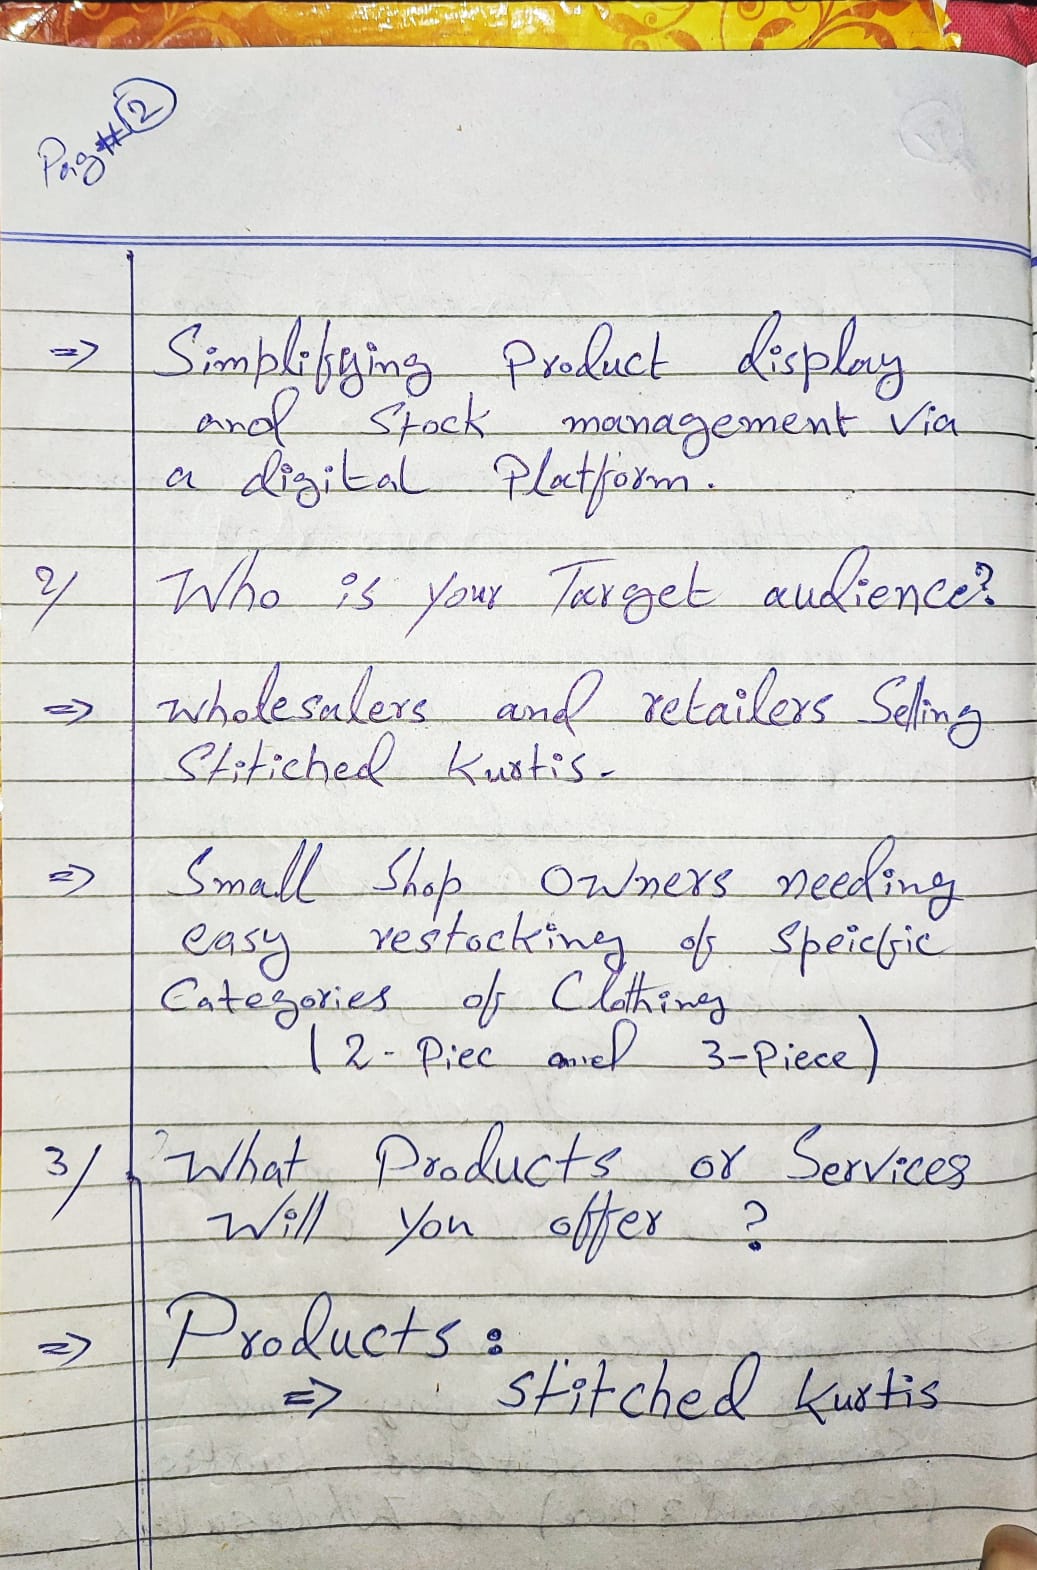 Pag# 2
⇒ Simplifying Product display
and Stock management Via
a digital Platform.
2/ Who is your Target audience?
⇒ wholesalers and retailers Selling
Stitiched Kurtis.
⇒ Small Shop Owners needing
easy restocking of Speicfic
Categories of Clothing
(2-Piec and 3-Piece)
3/ What Products or Services
Will You offer ?
⇒ Products :
⇒ Stitched Kurtis